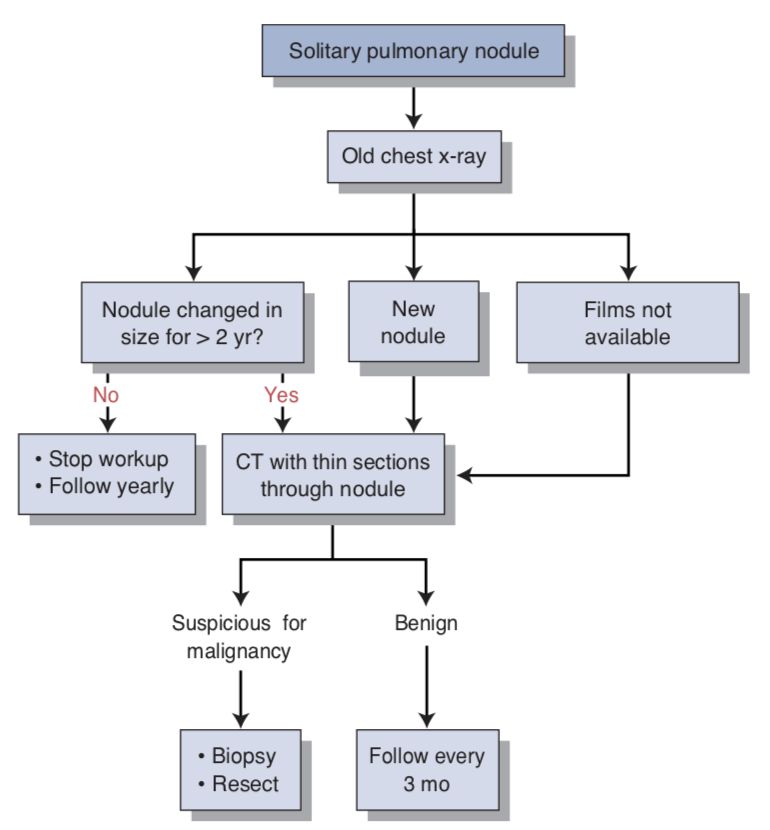 Solitary pulmonary nodule
Old chest x-ray
Nodule changed in
size for > 2 yr?
New
nodule
Films not
available
No
Yes
• Stop workup
• Follow yearly
CT with thin sections
through nodule
Suspicious for
malignancy
Benign
• Biopsy
• Resect
Follow every
3 mo